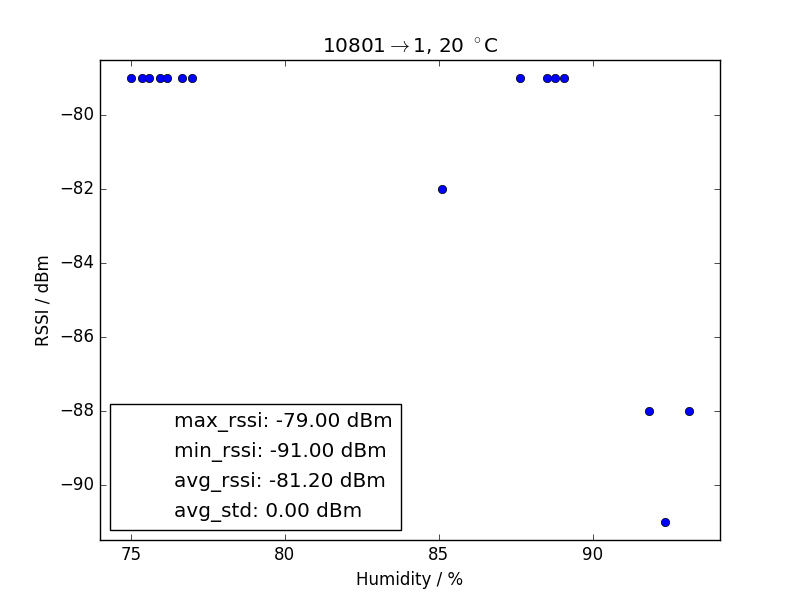 10801→1, 20 °C
−80
−82
−84
−86
−88
−90
RSSI / dBm
max_rssi: -79.00 dBm
min_rssi: -91.00 dBm
avg_rssi: -81.20 dBm
avg_std: 0.00 dBm
75 80 85 90
Humidity / %